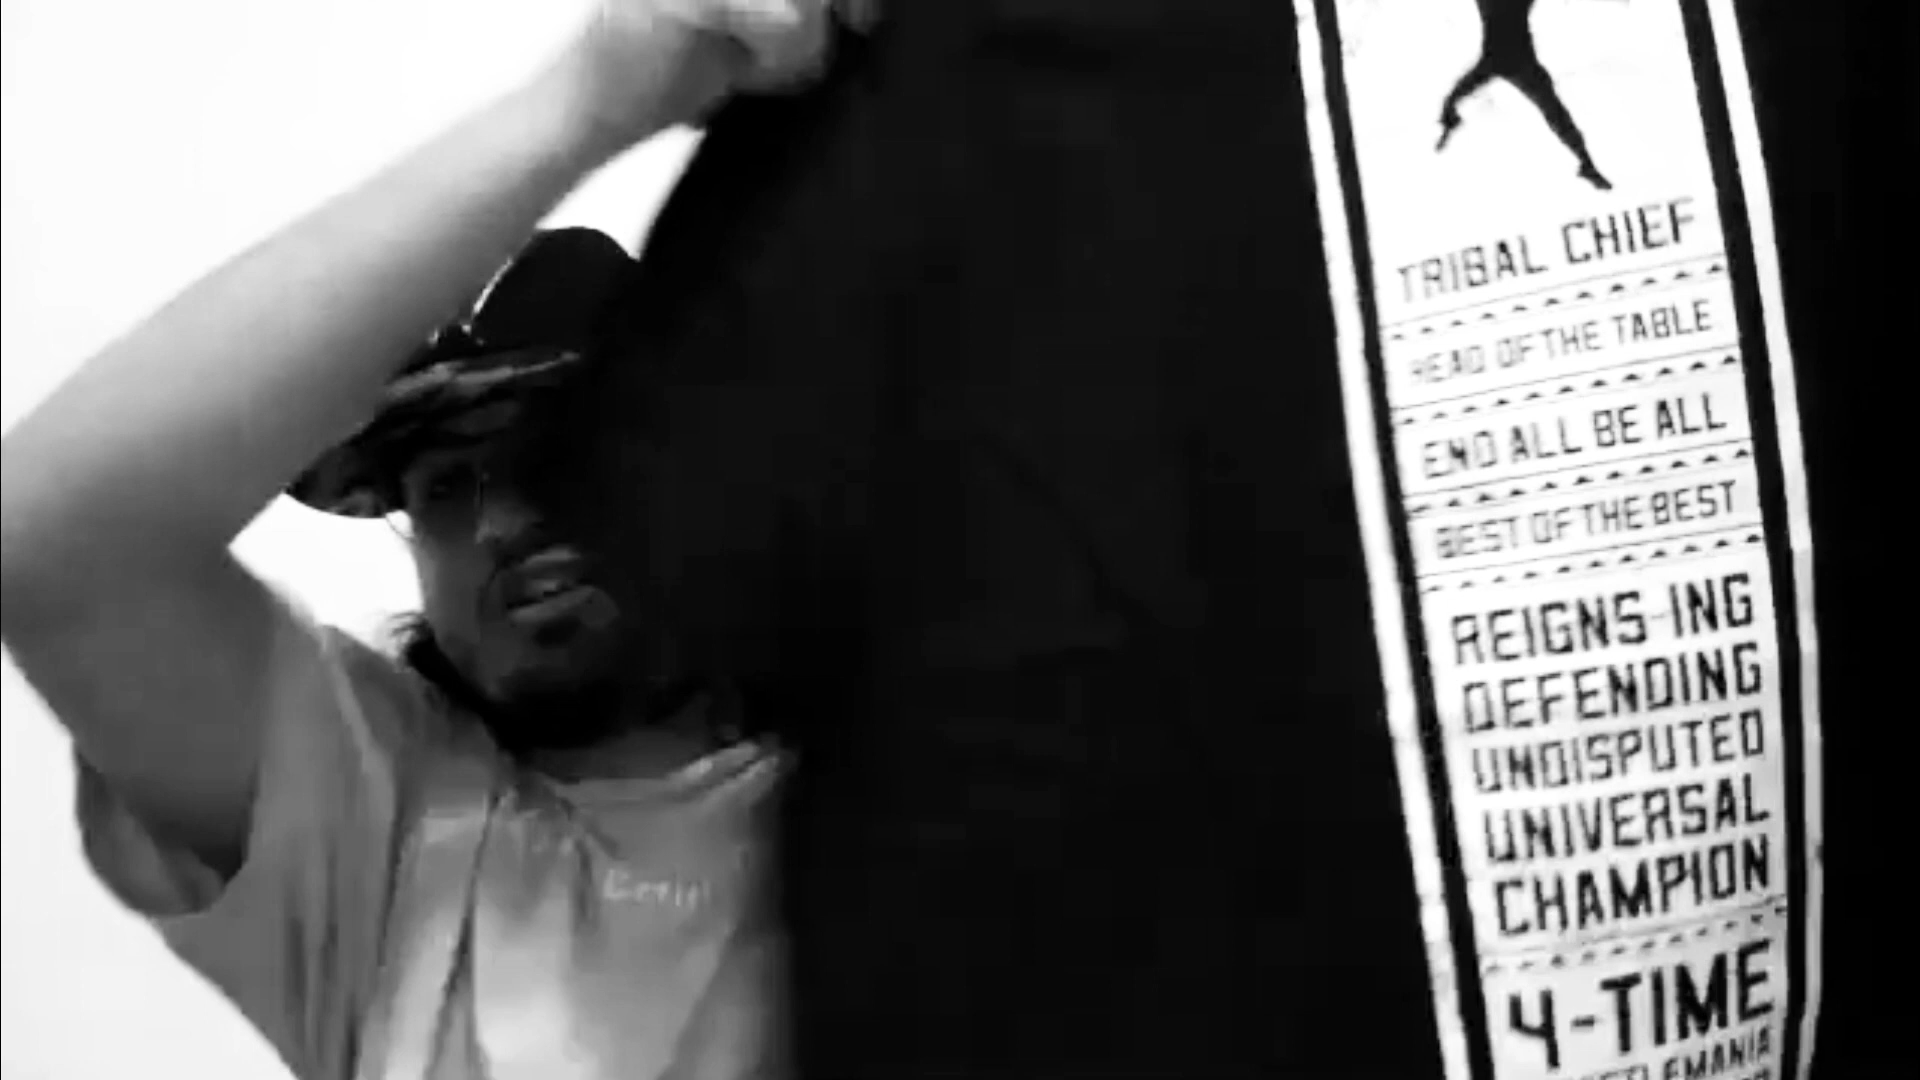 TRIBAL CHIEF
HEAD OF THE TABLE
END ALL BE ALL
BEST OF THE BEST
REIGNS-ING
DEFENDING
UNDISPUTED
UNIVERSAL
CHAMPION
4-TIME